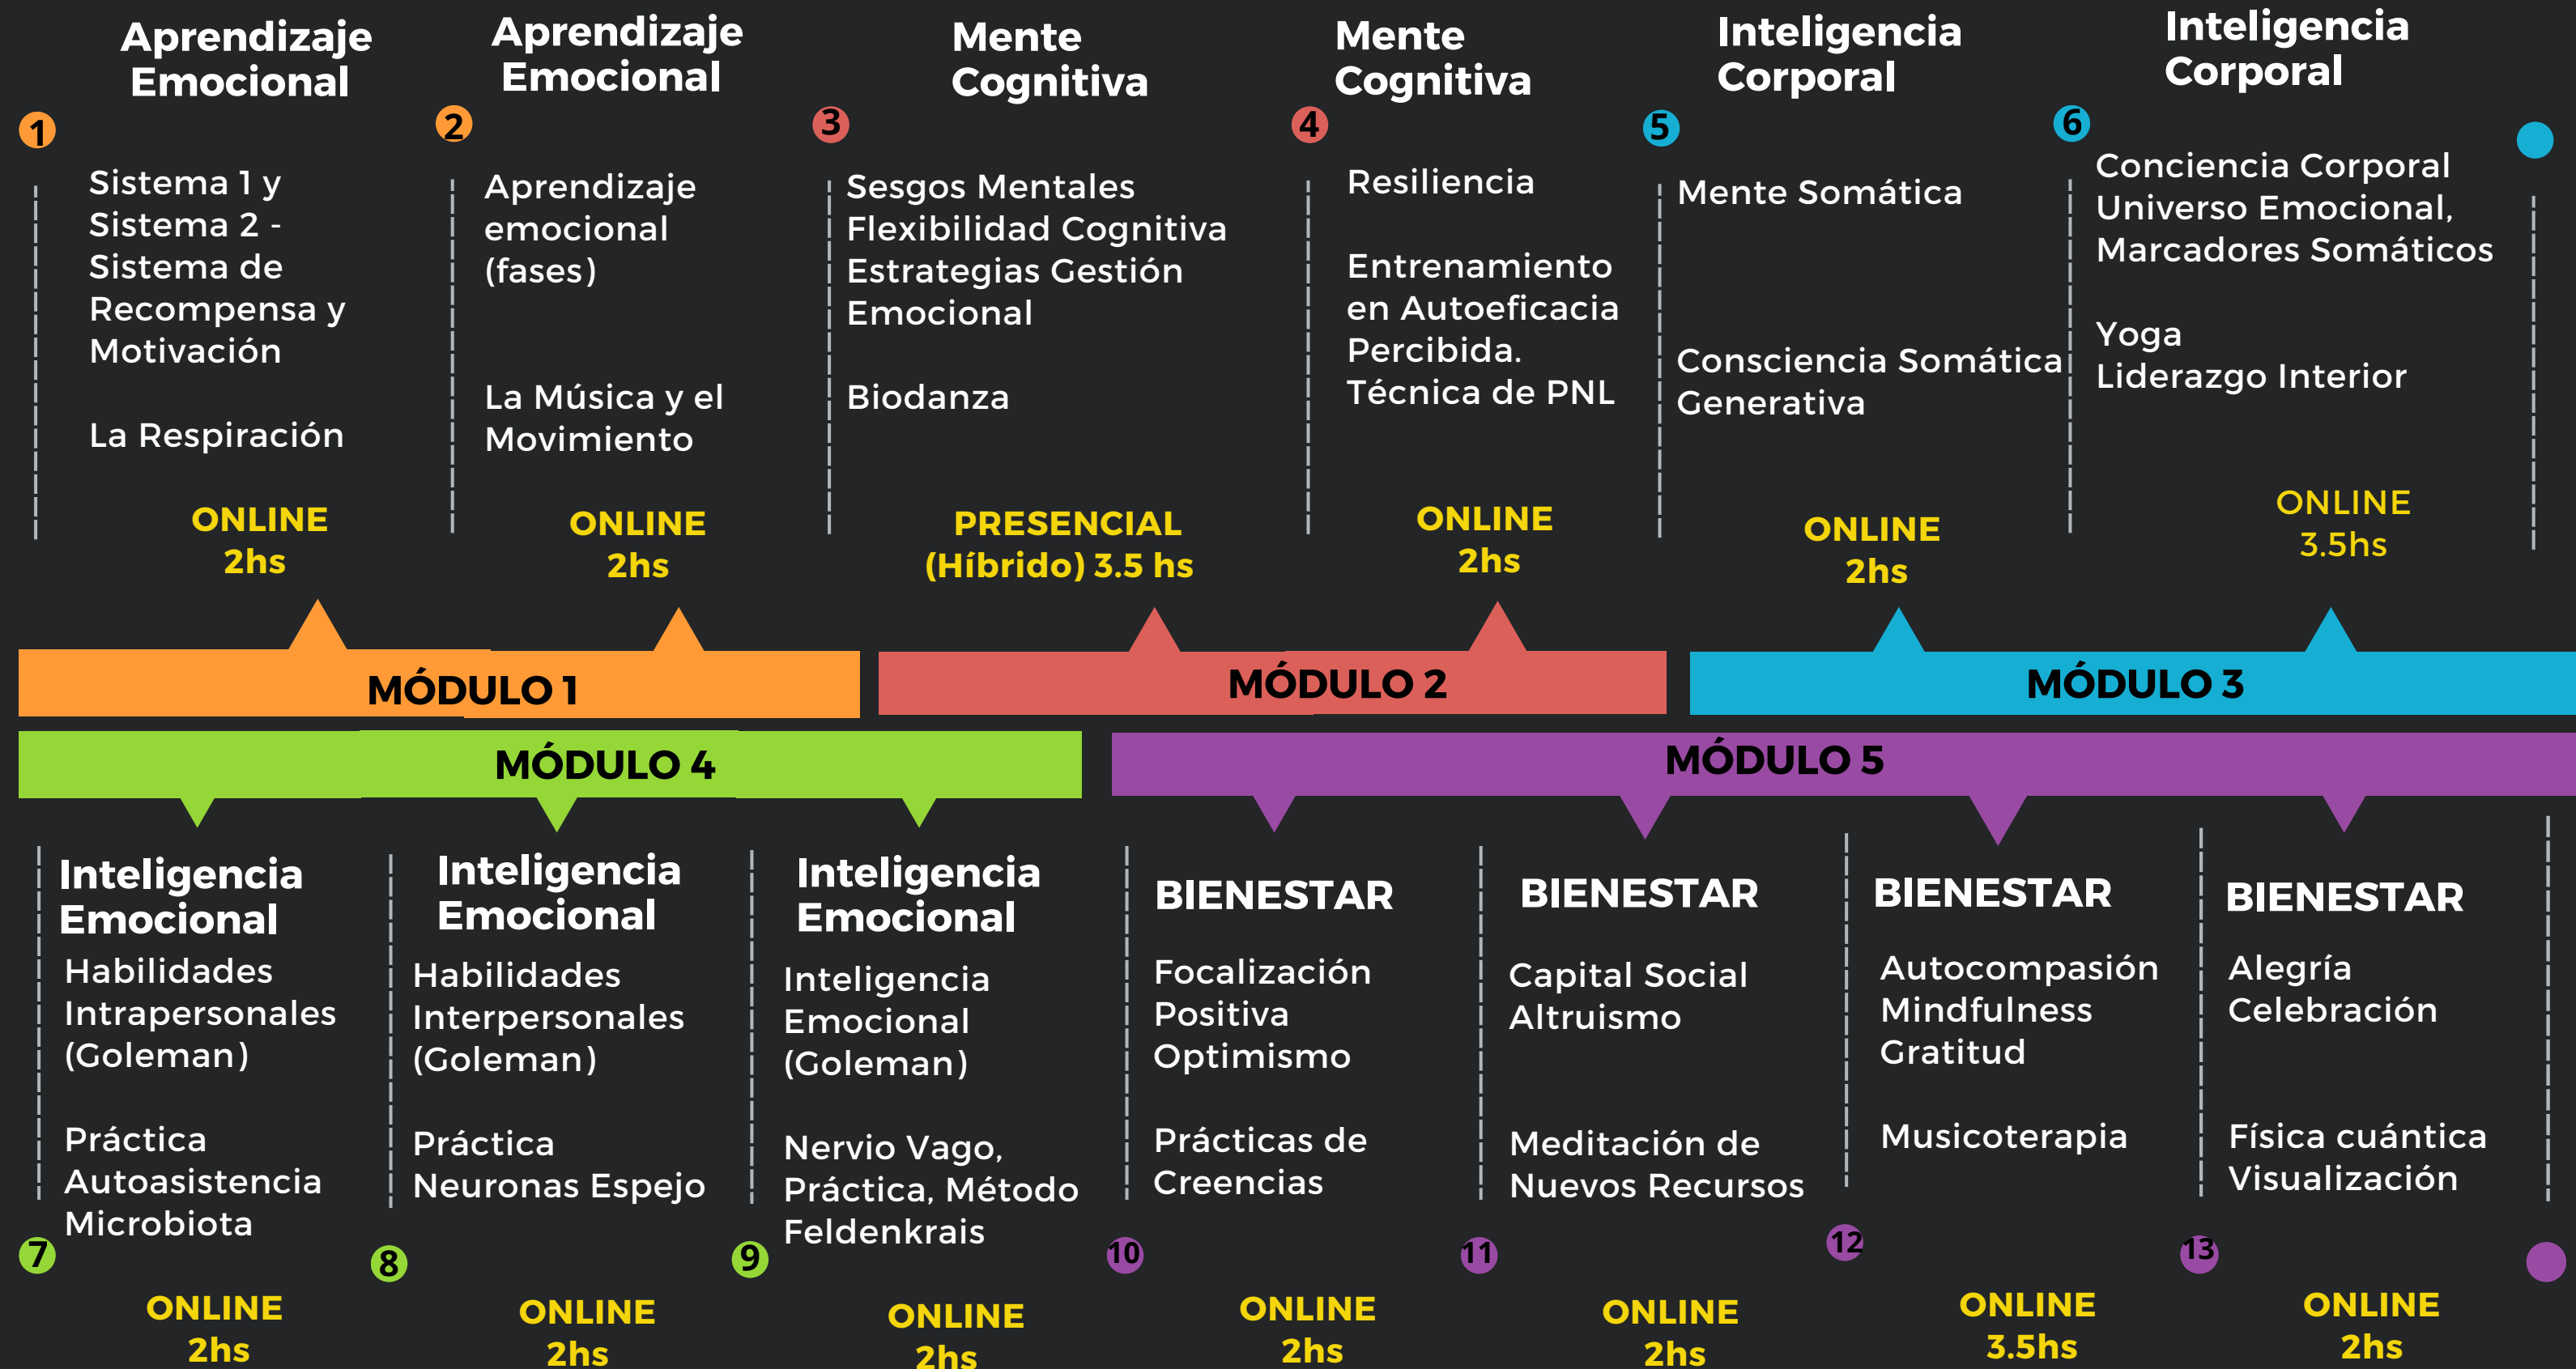 Aprendizaje
Emocional
1
Sistema 1 y
Sistema 2 -
Sistema de
Recompensa y
Motivación
La Respiración
ONLINE
2hs
Aprendizaje
Emocional
2
Aprendizaje
emocional
(fases)
La Música y el
Movimiento
ONLINE
2hs
Mente
Cognitiva
3
Sesgos Mentales
Flexibilidad Cognitiva
Estrategias Gestión
Emocional
Biodanza
PRESENCIAL
(Híbrido) 3.5 hs
Mente
Cognitiva
4
Resiliencia
Entrenamiento
en Autoeficacia
Percibida.
Técnica de PNL
ONLINE
2hs
Inteligencia
Corporal
5
Mente Somática
Consciencia Somática
Generativa
ONLINE
2hs
Inteligencia
Corporal
6
Conciencia Corporal
Universo Emocional,
Marcadores Somáticos
Yoga
Liderazgo Interior
ONLINE
3.5hs
MÓDULO 1
MÓDULO 2
MÓDULO 3
MÓDULO 4
MÓDULO 5
Inteligencia
Emocional
Habilidades
Intrapersonales
(Goleman)
Práctica
Autoasistencia
Microbiota
7
ONLINE
2hs
Inteligencia
Emocional
Habilidades
Interpersonales
(Goleman)
Práctica
Neuronas Espejo
8
ONLINE
2hs
Inteligencia
Emocional
Inteligencia
Emocional
(Goleman)
Nervio Vago,
Práctica, Método
Feldenkrais
9
ONLINE
2hs
BIENESTAR
Focalización
Positiva
Optimismo
Prácticas de
Creencias
10
ONLINE
2hs
BIENESTAR
Capital Social
Altruismo
Meditación de
Nuevos Recursos
11
ONLINE
2hs
BIENESTAR
Autocompasión
Mindfulness
Gratitud
Musicoterapia
12
ONLINE
3.5hs
BIENESTAR
Alegría
Celebración
Física cuántica
Visualización
13
ONLINE
2hs